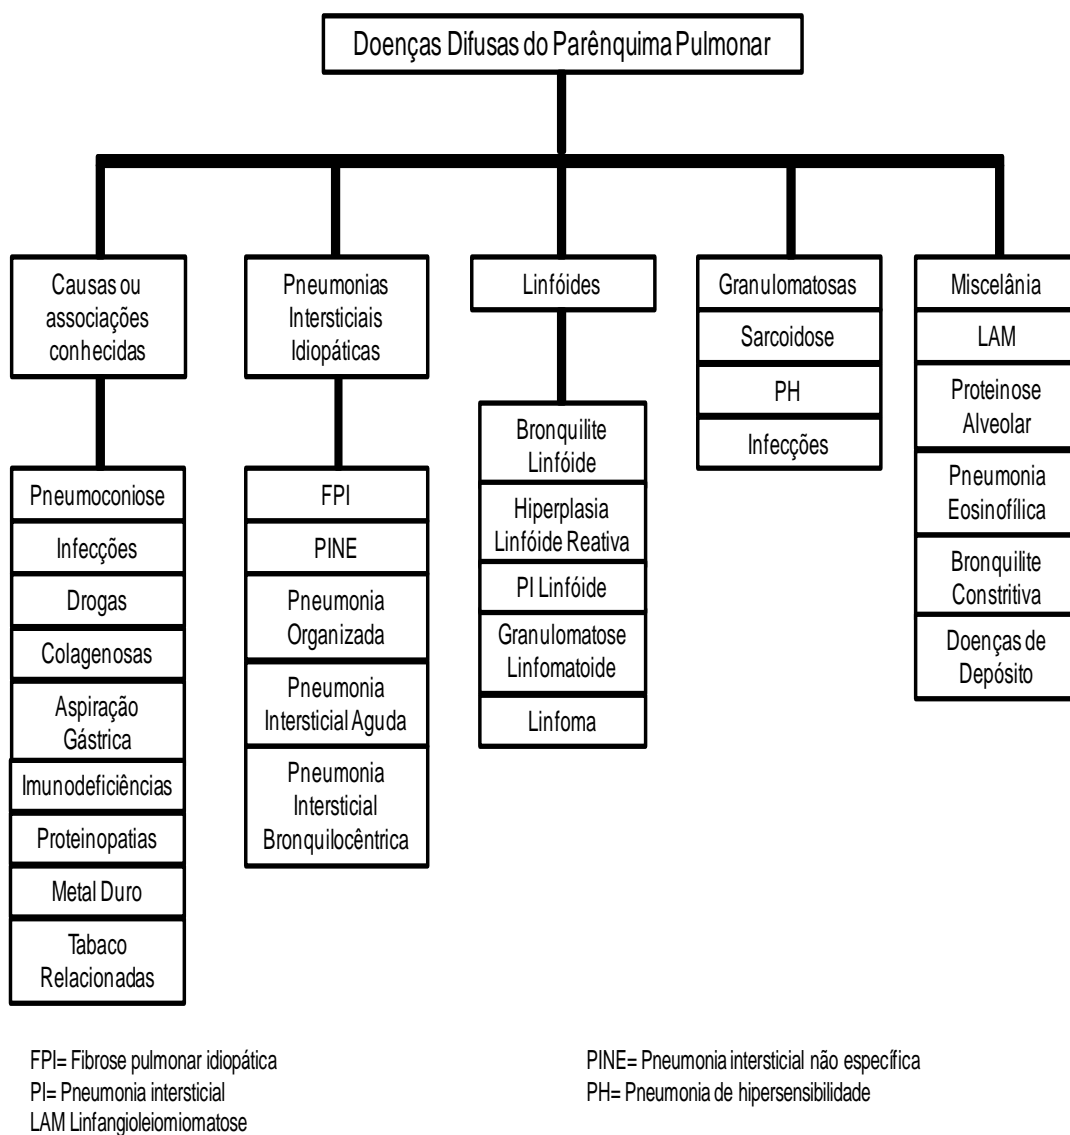 Doenças Difusas do Parênquima Pulmonar
Causas ou
associações
conhecidas
Pneumoconiose
Infecções
Drogas
Colagenosas
Aspiração
Gástrica
Imunodeficiências
Proteinopatias
Metal Duro
Tabaco
Relacionadas
Pneumonias
Intersticiais
Idiopáticas
FPI
PINE
Pneumonia
Organizada
Pneumonia
Intersticial Aguda
Pneumonia
Intersticial
Bronquilocêntrica
Linfóides
Bronquilite
Linfóide
Hiperplasia
Linfóide Reativa
PI Linfóide
Granulomatose
Linfomatoide
Linfoma
Granulomatosas
Sarcoidose
PH
Infecções
Miscelânia
LAM
Proteinose
Alveolar
Pneumonia
Eosinofílica
Bronquilite
Constritiva
Doenças de
Depósito
FPI= Fibrose pulmonar idiopática
PI= Pneumonia intersticial
LAM Linfangioleiomiomatose
PINE= Pneumonia intersticial não específica
PH= Pneumonia de hipersensibilidade